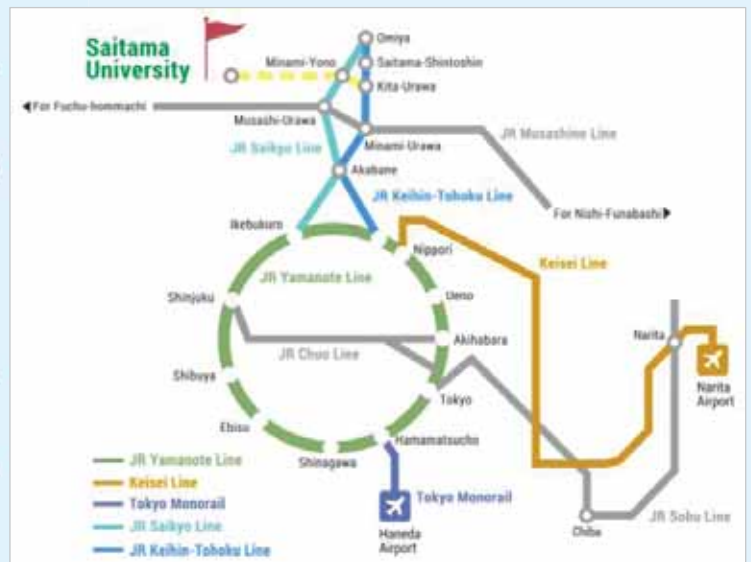 Saitama
University
Omiya
Minami-Yono
Saitama-Shintoshin
Kita-Urawa
For Fuchu-honmachi
Musashi-Urawa
JR Musashine Line
Minami-Urawa
JR Saikyo Line
Akabane
JR Keihin-Tohoku Line
For Nishi-Funabashi
Ikebukuro
Nippori
Keisei Line
JR Yamanote Line
Shinjuku
Ueno
JR Chuo Line
Akihabara
Narita
Shibuya
Tokyo
Narita
Airport
Ebisu
Hamamatsucho
Shinagawa
JR Yamanote Line
Keisei Line
Tokyo Monorail
JR Saikyo Line
JR Keihin-Tohoku Line
Tokyo Monorail
Haneda
Airport
Chiba
JR Sobu Line